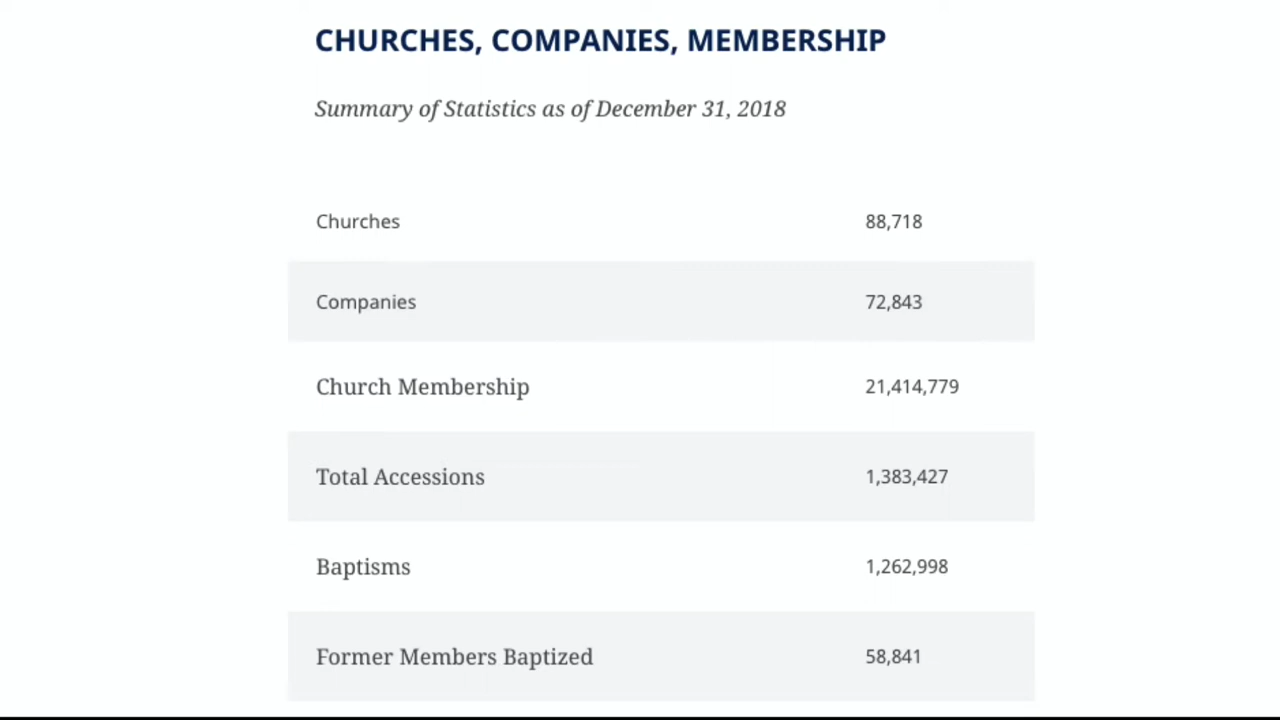 CHURCHES, COMPANIES, MEMBERSHIP
Summary of Statistics as of December 31, 2018
Churches 88,718
Companies 72,843
Church Membership 21,414,779
Total Accessions 1,383,427
Baptisms 1,262,998
Former Members Baptized 58,841